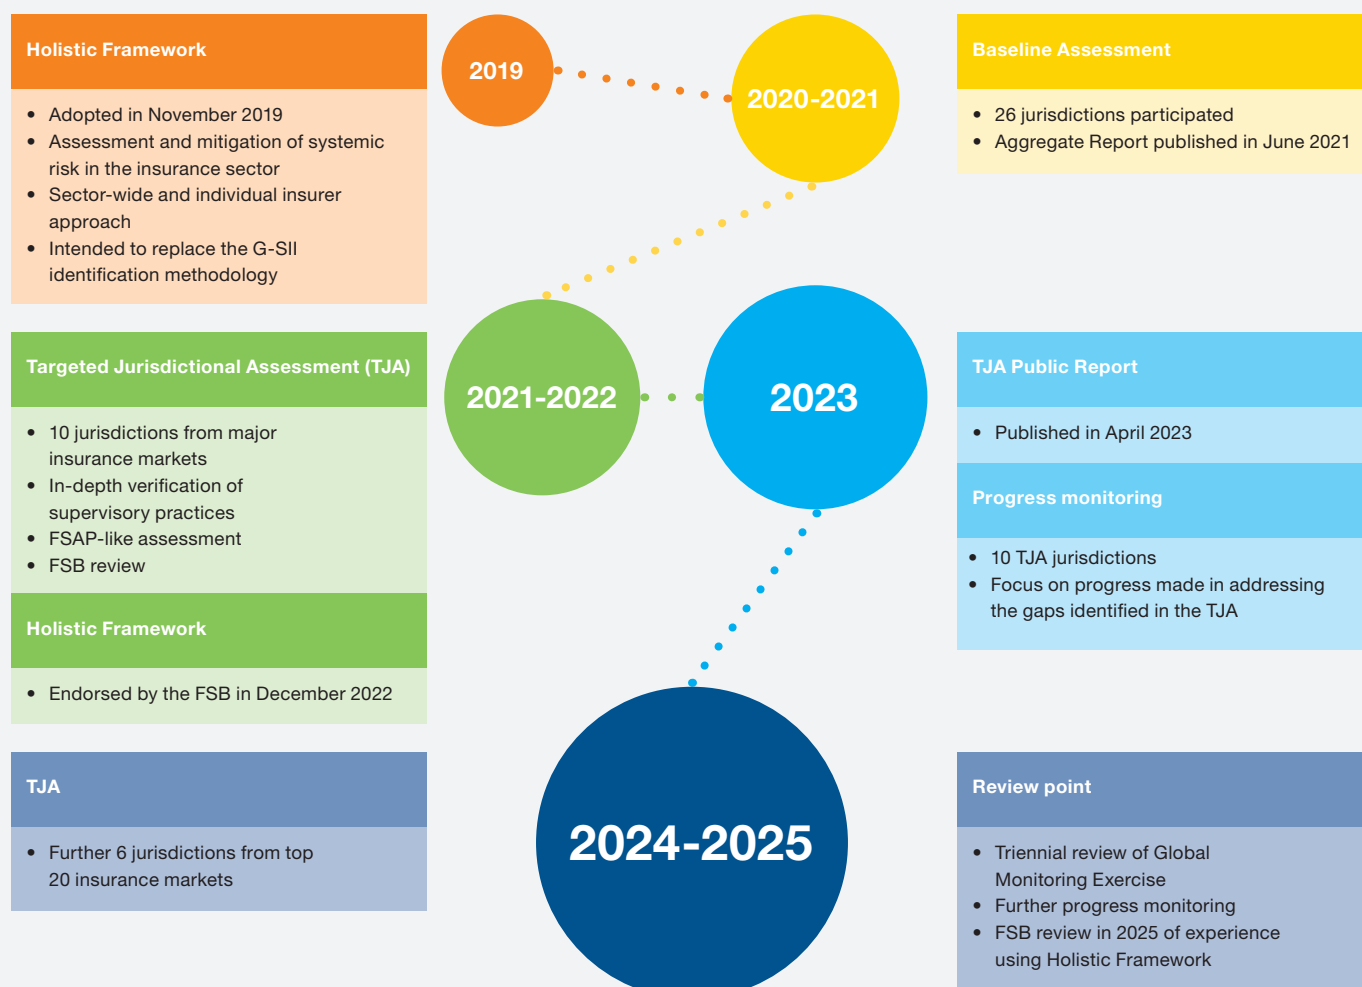 Holistic Framework
• Adopted in November 2019
• Assessment and mitigation of systemic
risk in the insurance sector
• Sector-wide and individual insurer
approach
• Intended to replace the G-SII
identification methodology
2019
2020-2021
Baseline Assessment
• 26 jurisdictions participated
• Aggregate Report published in June 2021
Targeted Jurisdictional Assessment (TJA)
• 10 jurisdictions from major
insurance markets
• In-depth verification of
supervisory practices
• FSAP-like assessment
• FSB review
Holistic Framework
• Endorsed by the FSB in December 2022
2021-2022
2023
TJA Public Report
• Published in April 2023
Progress monitoring
• 10 TJA jurisdictions
• Focus on progress made in addressing
the gaps identified in the TJA
TJA
• Further 6 jurisdictions from top
20 insurance markets
2024-2025
Review point
• Triennial review of Global
Monitoring Exercise
• Further progress monitoring
• FSB review in 2025 of experience
using Holistic Framework